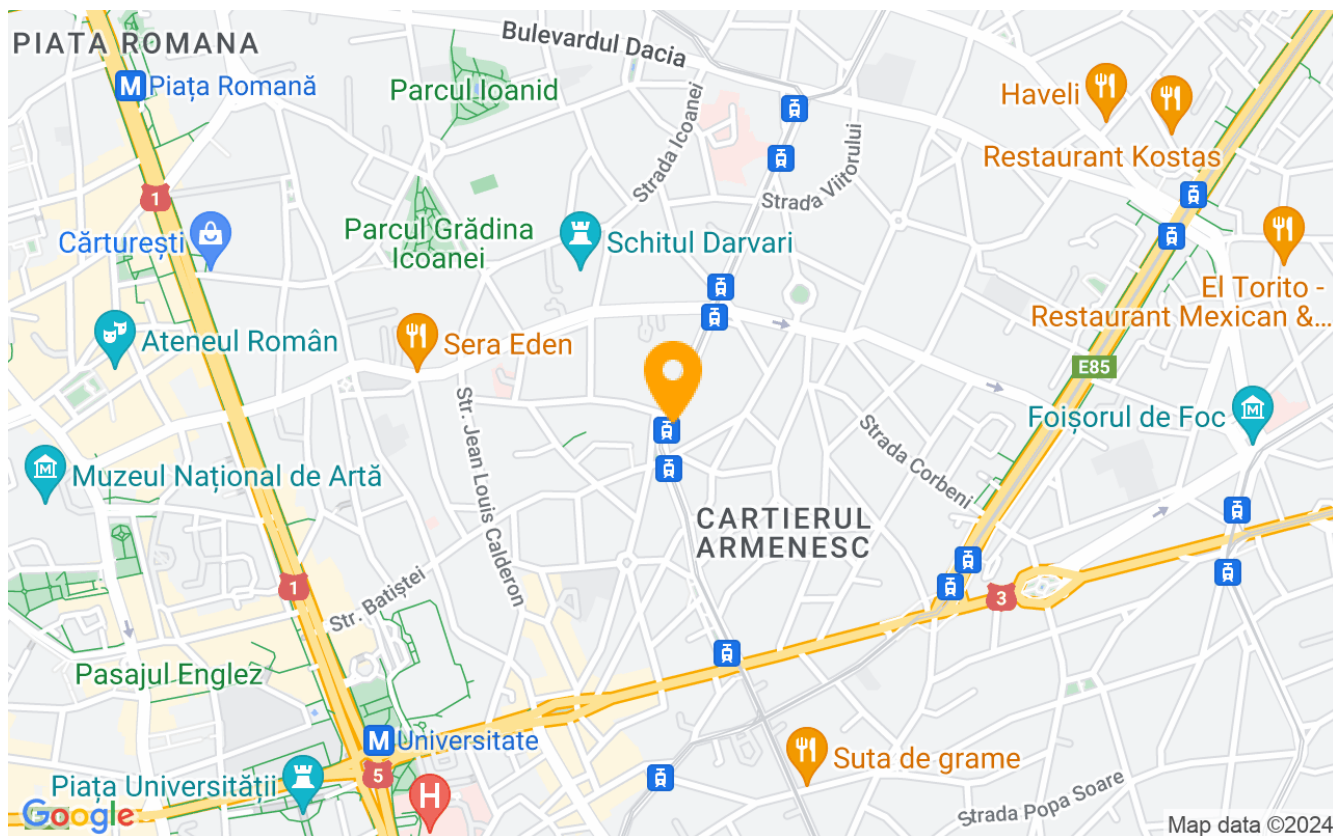 PIAȚA ROMANA
Bulevardul Dacia
M Piața Romană
Parcul Ioanid
Haveli
Strada Icoanei
Restaurant Kostas
Strada Viitorului
1
Cărturești
Parcul Grădina
Icoanei
Schitul Darvari
El Torito -
Restaurant Mexican &...
Ateneul Român
Sera Eden
E85
Foișorul de Foc
M
Str. Jean Louis Calderon
Strada Corbeni
Muzeul Național de Artă
M
CARTIERUL
ARMENESC
1
Str. Batiștei
3
Pasajul Englez
M Universitate
Suta de grame
5
Piața Universității
H
Strada Popa Soare
Google
Map data ©2024